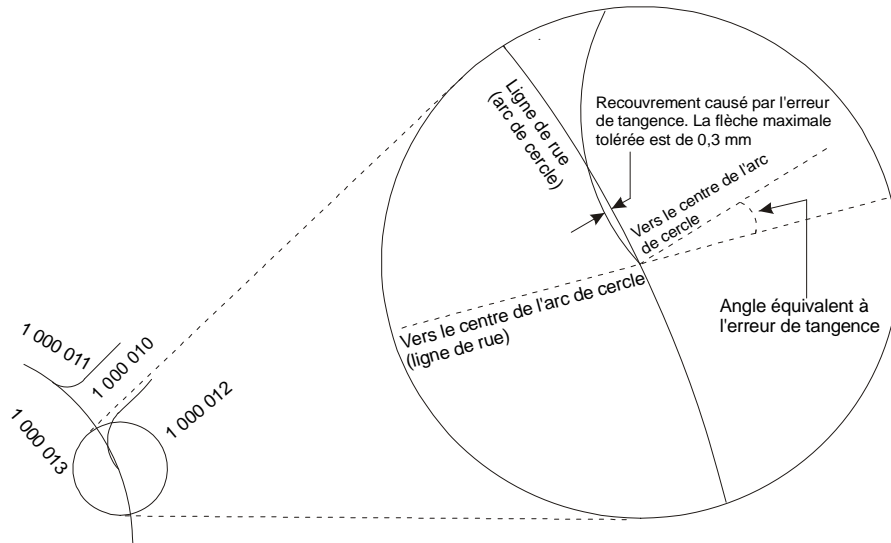 Ligne de rue
(arc de cercle)
Recouvrement causé par l'erreur
de tangence. La flèche maximale
tolérée est de 0,3 mm
Vers le centre de l'arc
de cercle
Vers le centre de l'arc de cercle
(ligne de rue)
Angle équivalent à
l'erreur de tangence
1 000 011
1 000 010
1 000 012
1 000 013